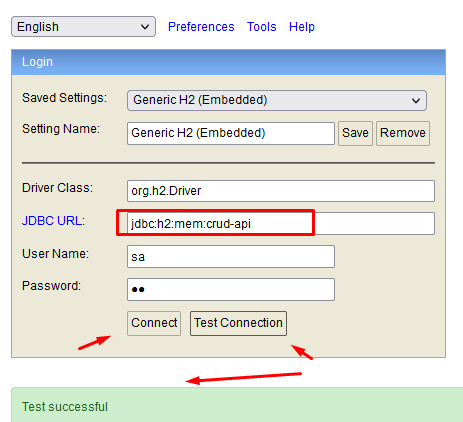 English Preferences Tools Help
Login
Saved Settings: Generic H2 (Embedded)
Setting Name: Generic H2 (Embedded) Save Remove
Driver Class: org.h2.Driver
JDBC URL: jdbc:h2:mem:crud-api
User Name: sa
Password: ●●
Connect Test Connection
Test successful